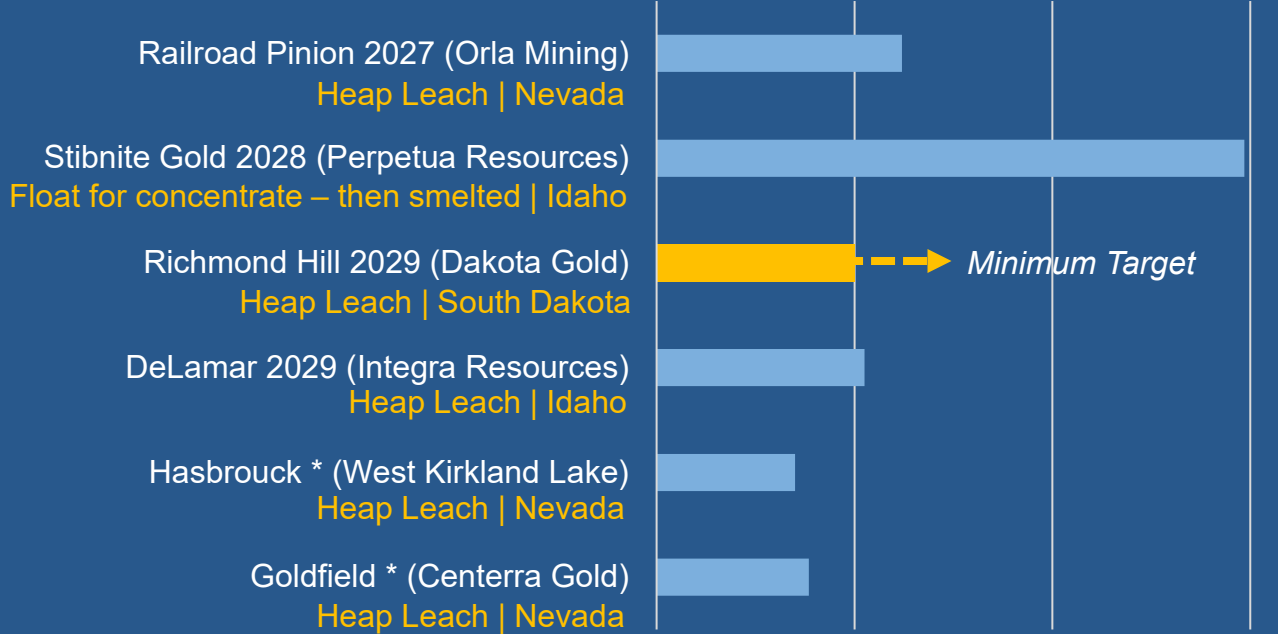 Railroad Pinion 2027 (Orla Mining)
Heap Leach | Nevada
Stibnite Gold 2028 (Perpetua Resources)
Float for concentrate – then smelted | Idaho
Richmond Hill 2029 (Dakota Gold)
Minimum Target
Heap Leach | South Dakota
DeLamar 2029 (Integra Resources)
Heap Leach | Idaho
Hasbrouck * (West Kirkland Lake)
Heap Leach | Nevada
Goldfield * (Centerra Gold)
Heap Leach | Nevada